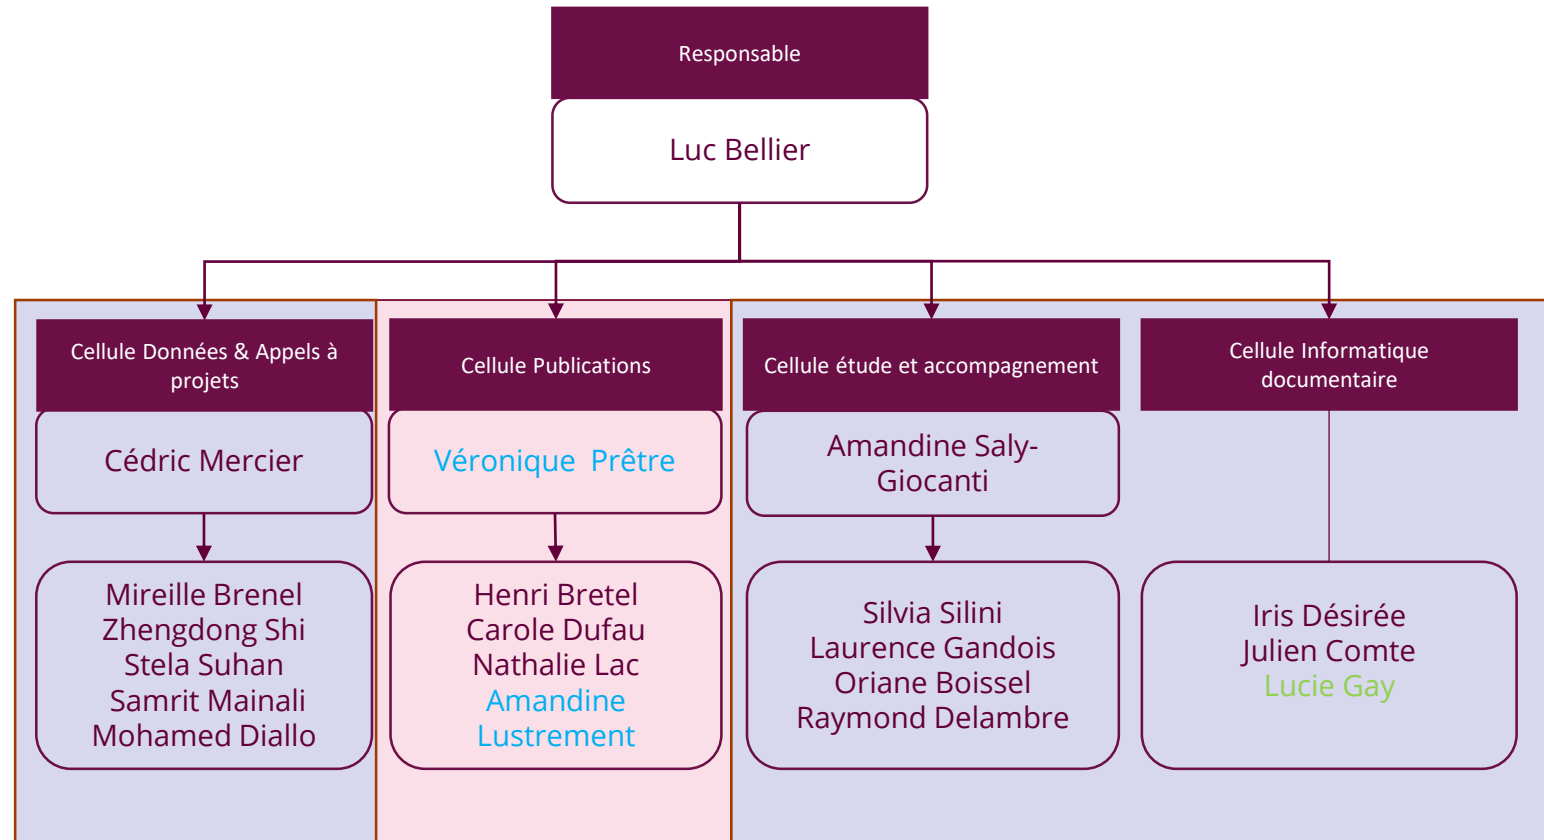 Responsable
Luc Bellier
Cellule Données & Appels à
projets
Cédric Mercier
Mireille Brenel
Zhengdong Shi
Stela Suhan
Samrit Mainali
Mohamed Diallo
Cellule Publications
Véronique  Prêtre
Henri Bretel
Carole Dufau
Nathalie Lac
Amandine
Lustrement
Cellule étude et accompagnement
Amandine Saly-
Giocanti
Silvia Silini
Laurence Gandois
Oriane Boissel
Raymond Delambre
Cellule Informatique
documentaire
Iris Désirée
Julien Comte
Lucie Gay